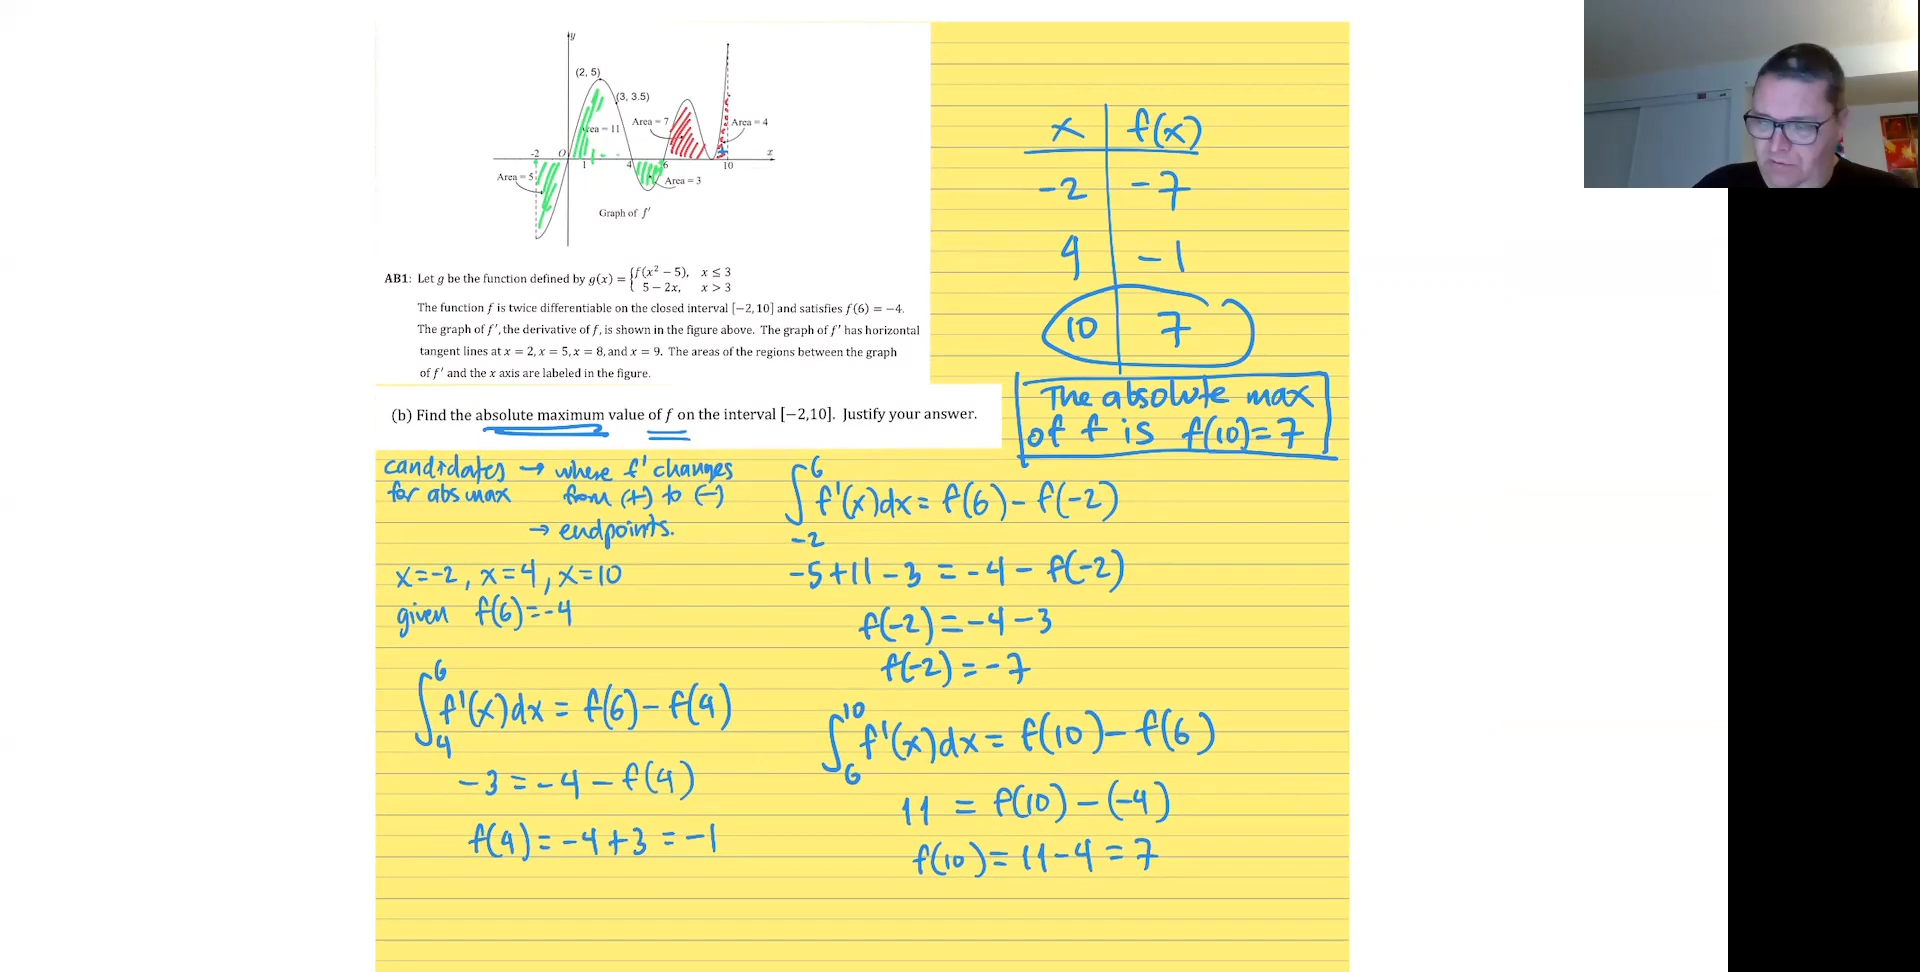 y
(2, 5)
(3, 3.5)
Area = 7
Area = 4
Area = 11
-2
O
1
4
6
10
x
Area = 5
Area = 3
Graph of f′
AB1: Let g be the function defined by g(x) = { f(x² − 5), x ≤ 3
5 − 2x, x > 3
The function f is twice differentiable on the closed interval [−2, 10] and satisfies f(6) = −4.
The graph of f′, the derivative of f, is shown in the figure above. The graph of f′ has horizontal
tangent lines at x = 2, x = 5, x = 8, and x = 9. The areas of the regions between the graph
of f′ and the x axis are labeled in the figure.
(b) Find the absolute maximum value of f on the interval [−2,10]. Justify your answer.
x | f(x)
-2 | -7
4 | -1
10 | 7
The absolute max
of f is f(10)=7
candidates → where f' changes
for abs max from (+) to (-)
→ endpoints.
x=-2, x=4, x=10
given f(6)=-4
∫₄⁶ f'(x)dx = f(6)-f(4)
-3 = -4 - f(4)
f(4) = -4+3 = -1
∫₋₂⁶ f'(x)dx = f(6)-f(-2)
-5+11-3 = -4 - f(-2)
f(-2) = -4-3
f(-2) = -7
∫₆¹⁰ f'(x)dx = f(10)-f(6)
11 = f(10)-(-4)
f(10) = 11-4 = 7